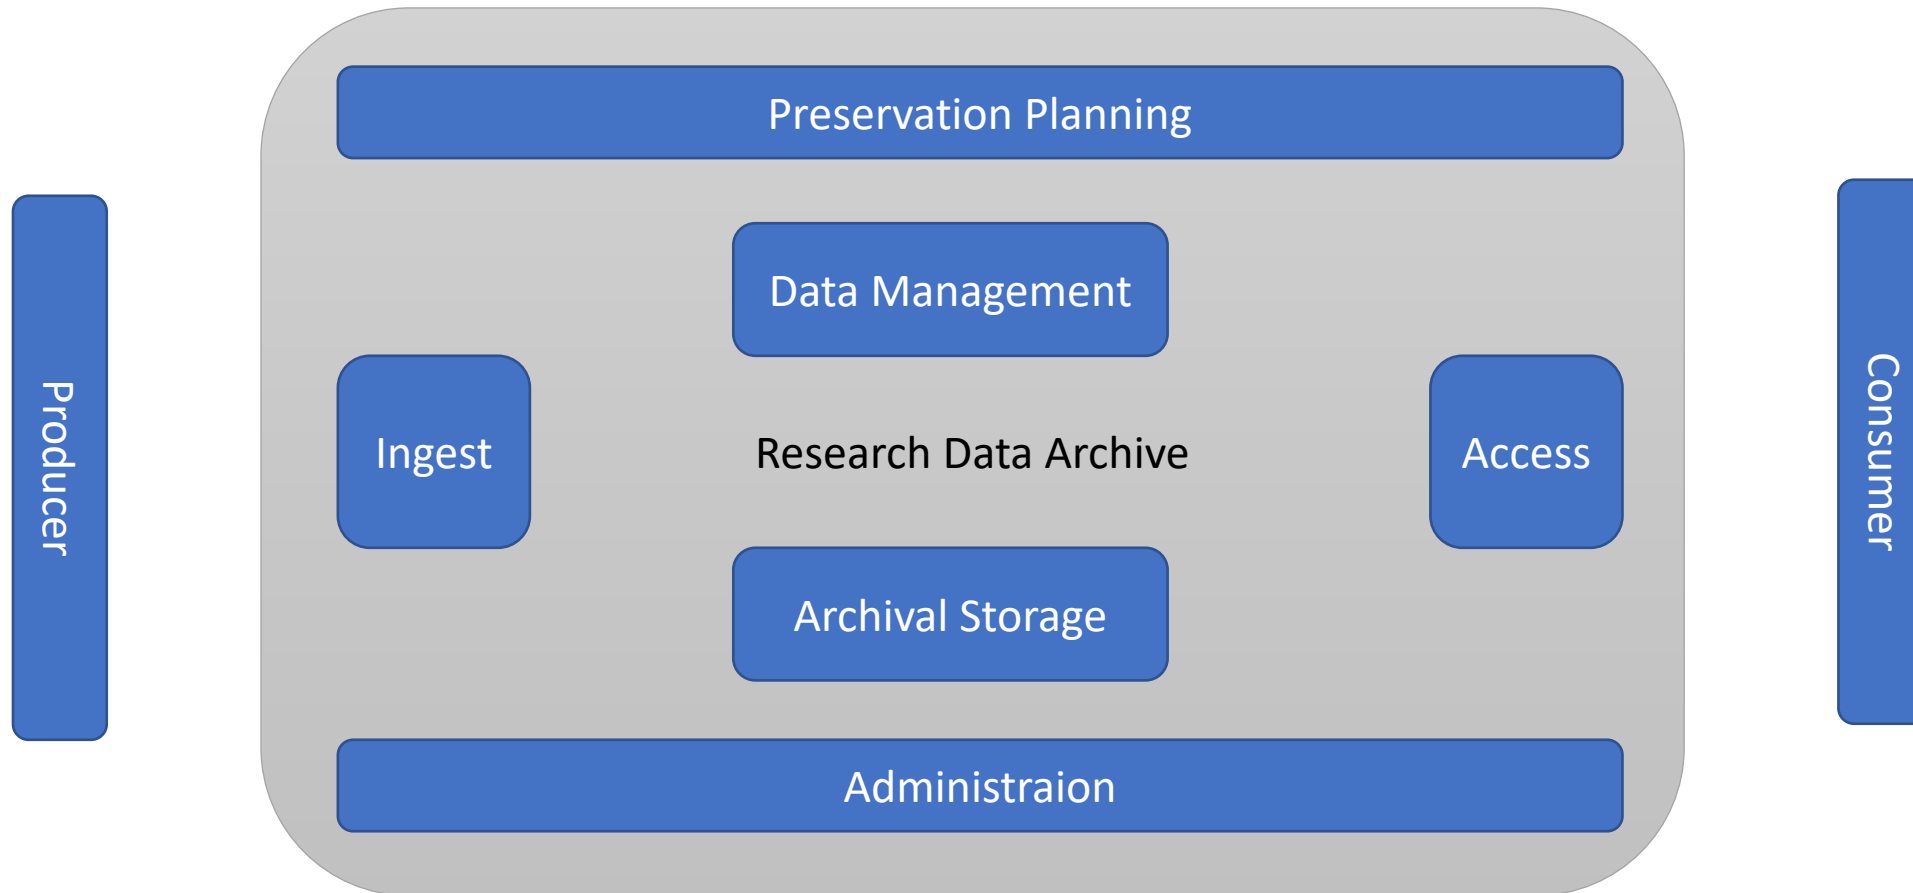 Preservation Planning
Data Management
Producer
Ingest
Research Data Archive
Access
Consumer
Archival Storage
Administraion